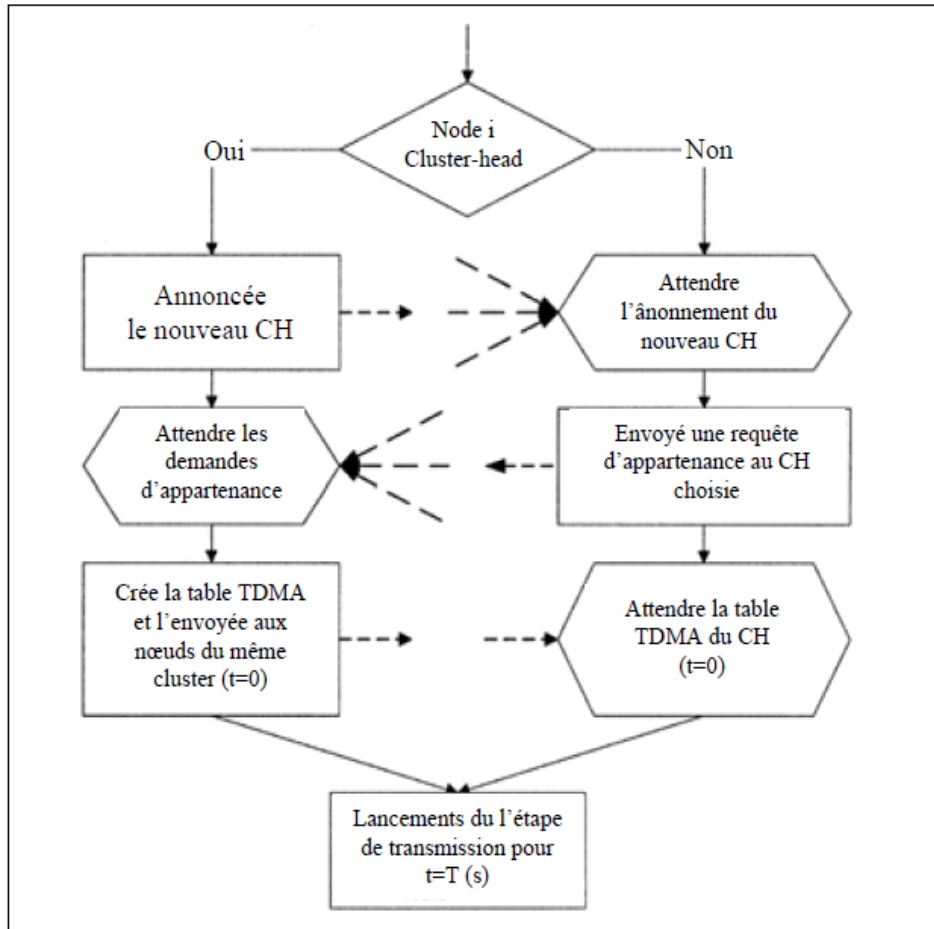 Node i
Cluster-head
Oui
Non
Annoncée
le nouveau CH
Attendre
l'ânonnement du
nouveau CH
Attendre les
demandes
d'appartenance
Envoyé une requête
d'appartenance au CH
choisie
Crée la table TDMA
et l'envoyée aux
nœuds du même
cluster (t=0)
Attendre la table
TDMA du CH
(t=0)
Lancements du l'étape
de transmission pour
t=T (s)